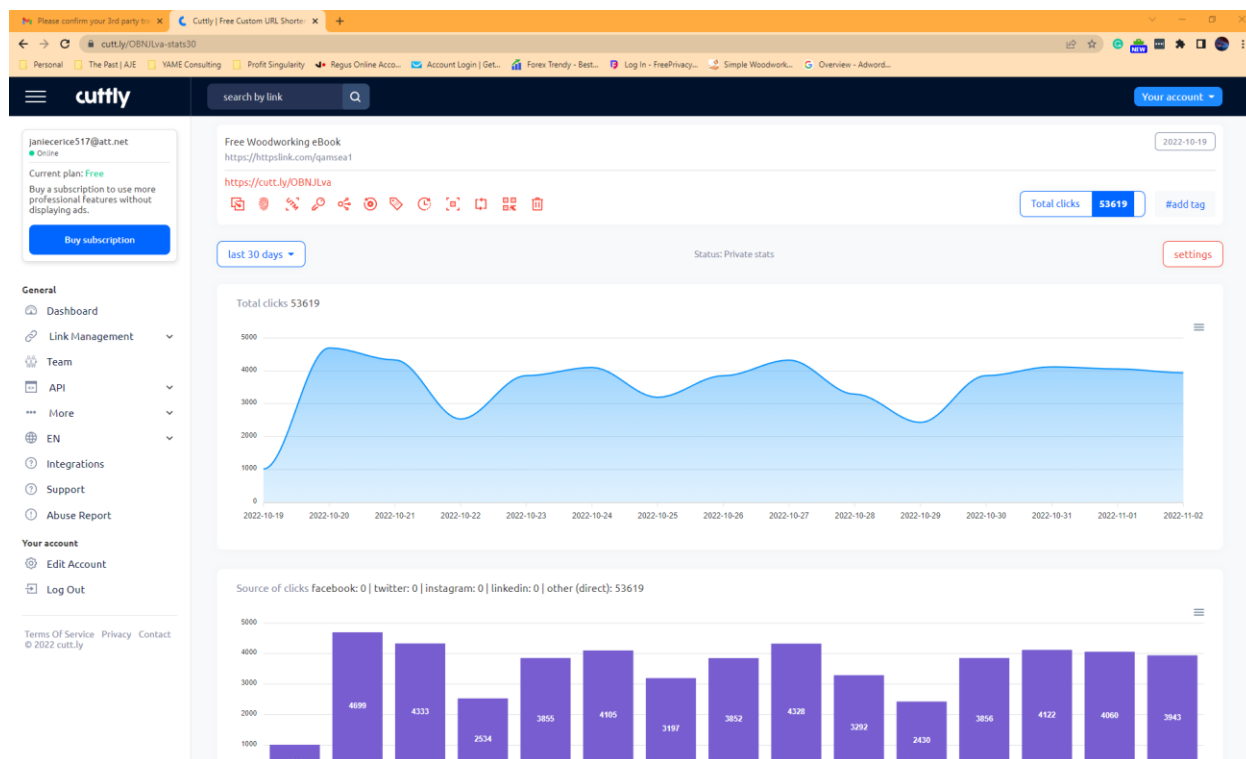 Please confirm your 3rd party tra
Cuttly | Free Custom URL Shorten
cutt.ly/OBNJLva-stats30
NEW
Personal
The Past | AJE
YAME Consulting
Profit Singularity
Regus Online Acco...
Account Login | Get...
Forex Trendy - Best...
Log In - FreePrivacy...
Simple Woodwork...
Overview - Adword...
cuttly
search by link
Your account
janiecerice517@att.net
Online
Current plan: Free
Buy a subscription to use more
professional features without
displaying ads.
Buy subscription
General
Dashboard
Link Management
Team
API
More
EN
Integrations
Support
Abuse Report
Your account
Edit Account
Log Out
Terms Of Service Privacy Contact
© 2022 cutt.ly
Free Woodworking eBook
2022-10-19
https://httpslink.com/qamsea1
https://cutt.ly/OBNJLva
Total clicks 53619
#add tag
last 30 days
Status: Private stats
settings
Total clicks 53619
5000
4000
3000
2000
1000
0
2022-10-19 2022-10-20 2022-10-21 2022-10-22 2022-10-23 2022-10-24 2022-10-25 2022-10-26 2022-10-27 2022-10-28 2022-10-29 2022-10-30 2022-10-31 2022-11-01 2022-11-02
Source of clicks facebook: 0 | twitter: 0 | instagram: 0 | linkedin: 0 | other (direct): 53619
5000
4000
3000
2000
1000
4699 4333 2534 3855 4105 3197 3852 4328 3292 2430 3856 4122 4060 3943